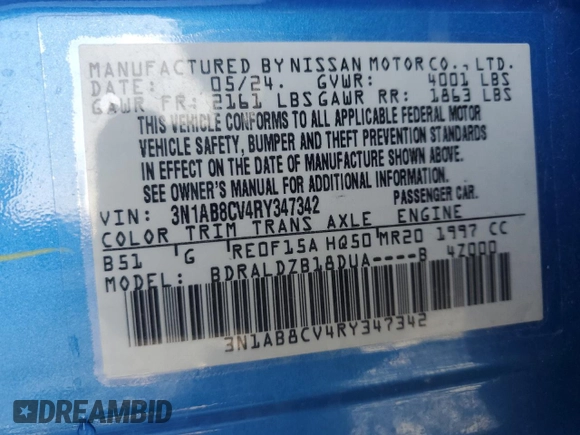 MANUFACTURED BY NISSAN MOTOR CO., LTD.
DATE: 05/24. GVWR: 4001 LBS
GAWR FR: 2161 LBS GAWR RR: 1863 LBS
THIS VEHICLE CONFORMS TO ALL APPLICABLE FEDERAL MOTOR
VEHICLE SAFETY, BUMPER AND THEFT PREVENTION STANDARDS
IN EFFECT ON THE DATE OF MANUFACTURE SHOWN ABOVE.
SEE OWNER'S MANUAL FOR ADDITIONAL INFORMATION.
VIN: 3N1AB8CV4RY347342 PASSENGER CAR.
COLOR TRIM TRANS AXLE ENGINE
B51 G RE0F15A HQ50 MR20 1997 CC
MODEL: BDRALDZB18DUA----B 4Z000
3N1AB8CV4RY347342
DREAMBID